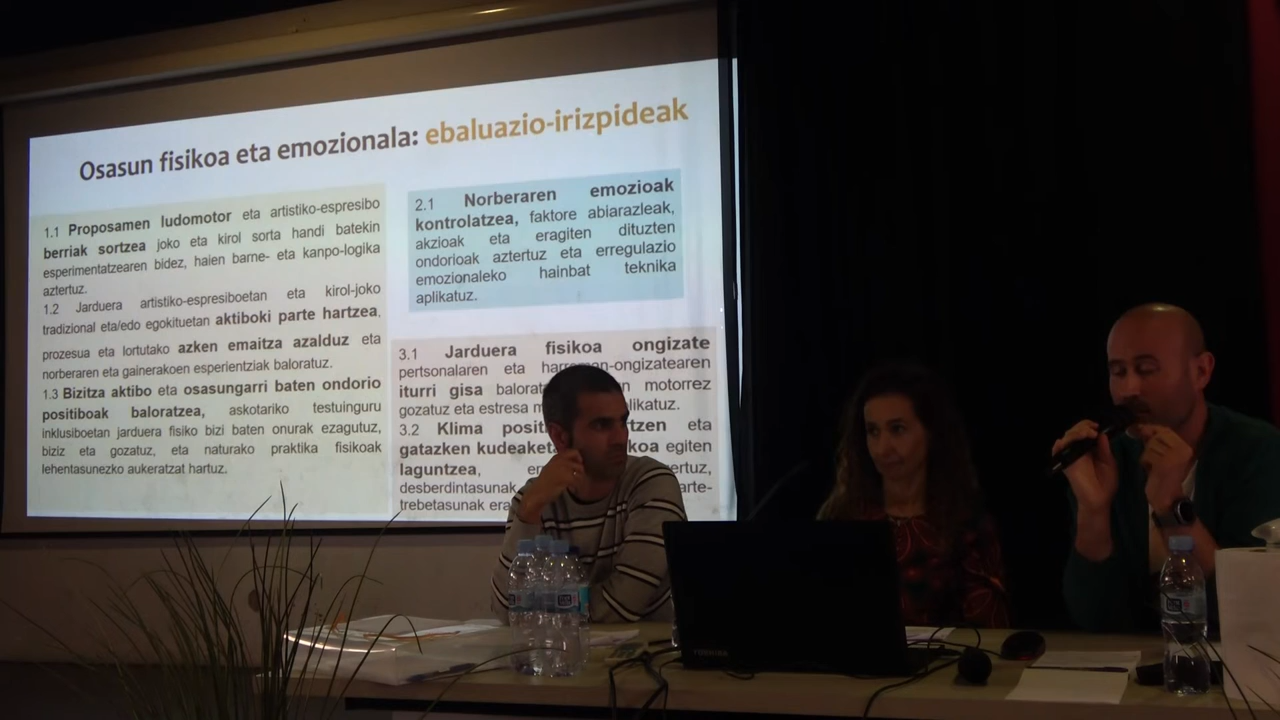 Osasun fisikoa eta emozionala: ebaluazio-irizpideak
1.1 Proposamen ludomotor eta artistiko-espresibo
berriak sortzea joko eta kirol sorta handi batekin
esperimentatzearen bidez, haien barne- eta kanpo-logika
aztertuz.
1.2 Jarduera artistiko-espresiboetan eta kirol-joko
tradizional eta/edo egokituetan aktiboki parte hartzea,
prozesua eta lortutako azken emaitza azalduz eta
norberaren eta gainerakoen esperientziak baloratuz.
1.3 Bizitza aktibo eta osasungarri baten ondorio
positiboak baloratzea, askotariko testuinguru
inklusiboetan jarduera fisiko bizi baten onurak ezagutuz,
biziz eta gozatuz, eta naturako praktika fisikoak
lehentasunezko aukeratzat hartuz.
2.1 Norberaren emozioak
kontrolatzea, faktore abiarazleak,
akzioak eta eragiten dituzten
ondorioak aztertuz eta erregulazio
emozionaleko hainbat teknika
aplikatuz.
3.1 Jarduera fisikoa ongizate
pertsonalaren eta harreman-ongizatearen
iturri gisa motorrez
gozatuz eta estresa
3.2 Klima eta
gatazken egiten
laguntzea,
desberdintasunak
trebetasunak
TOSHIBA